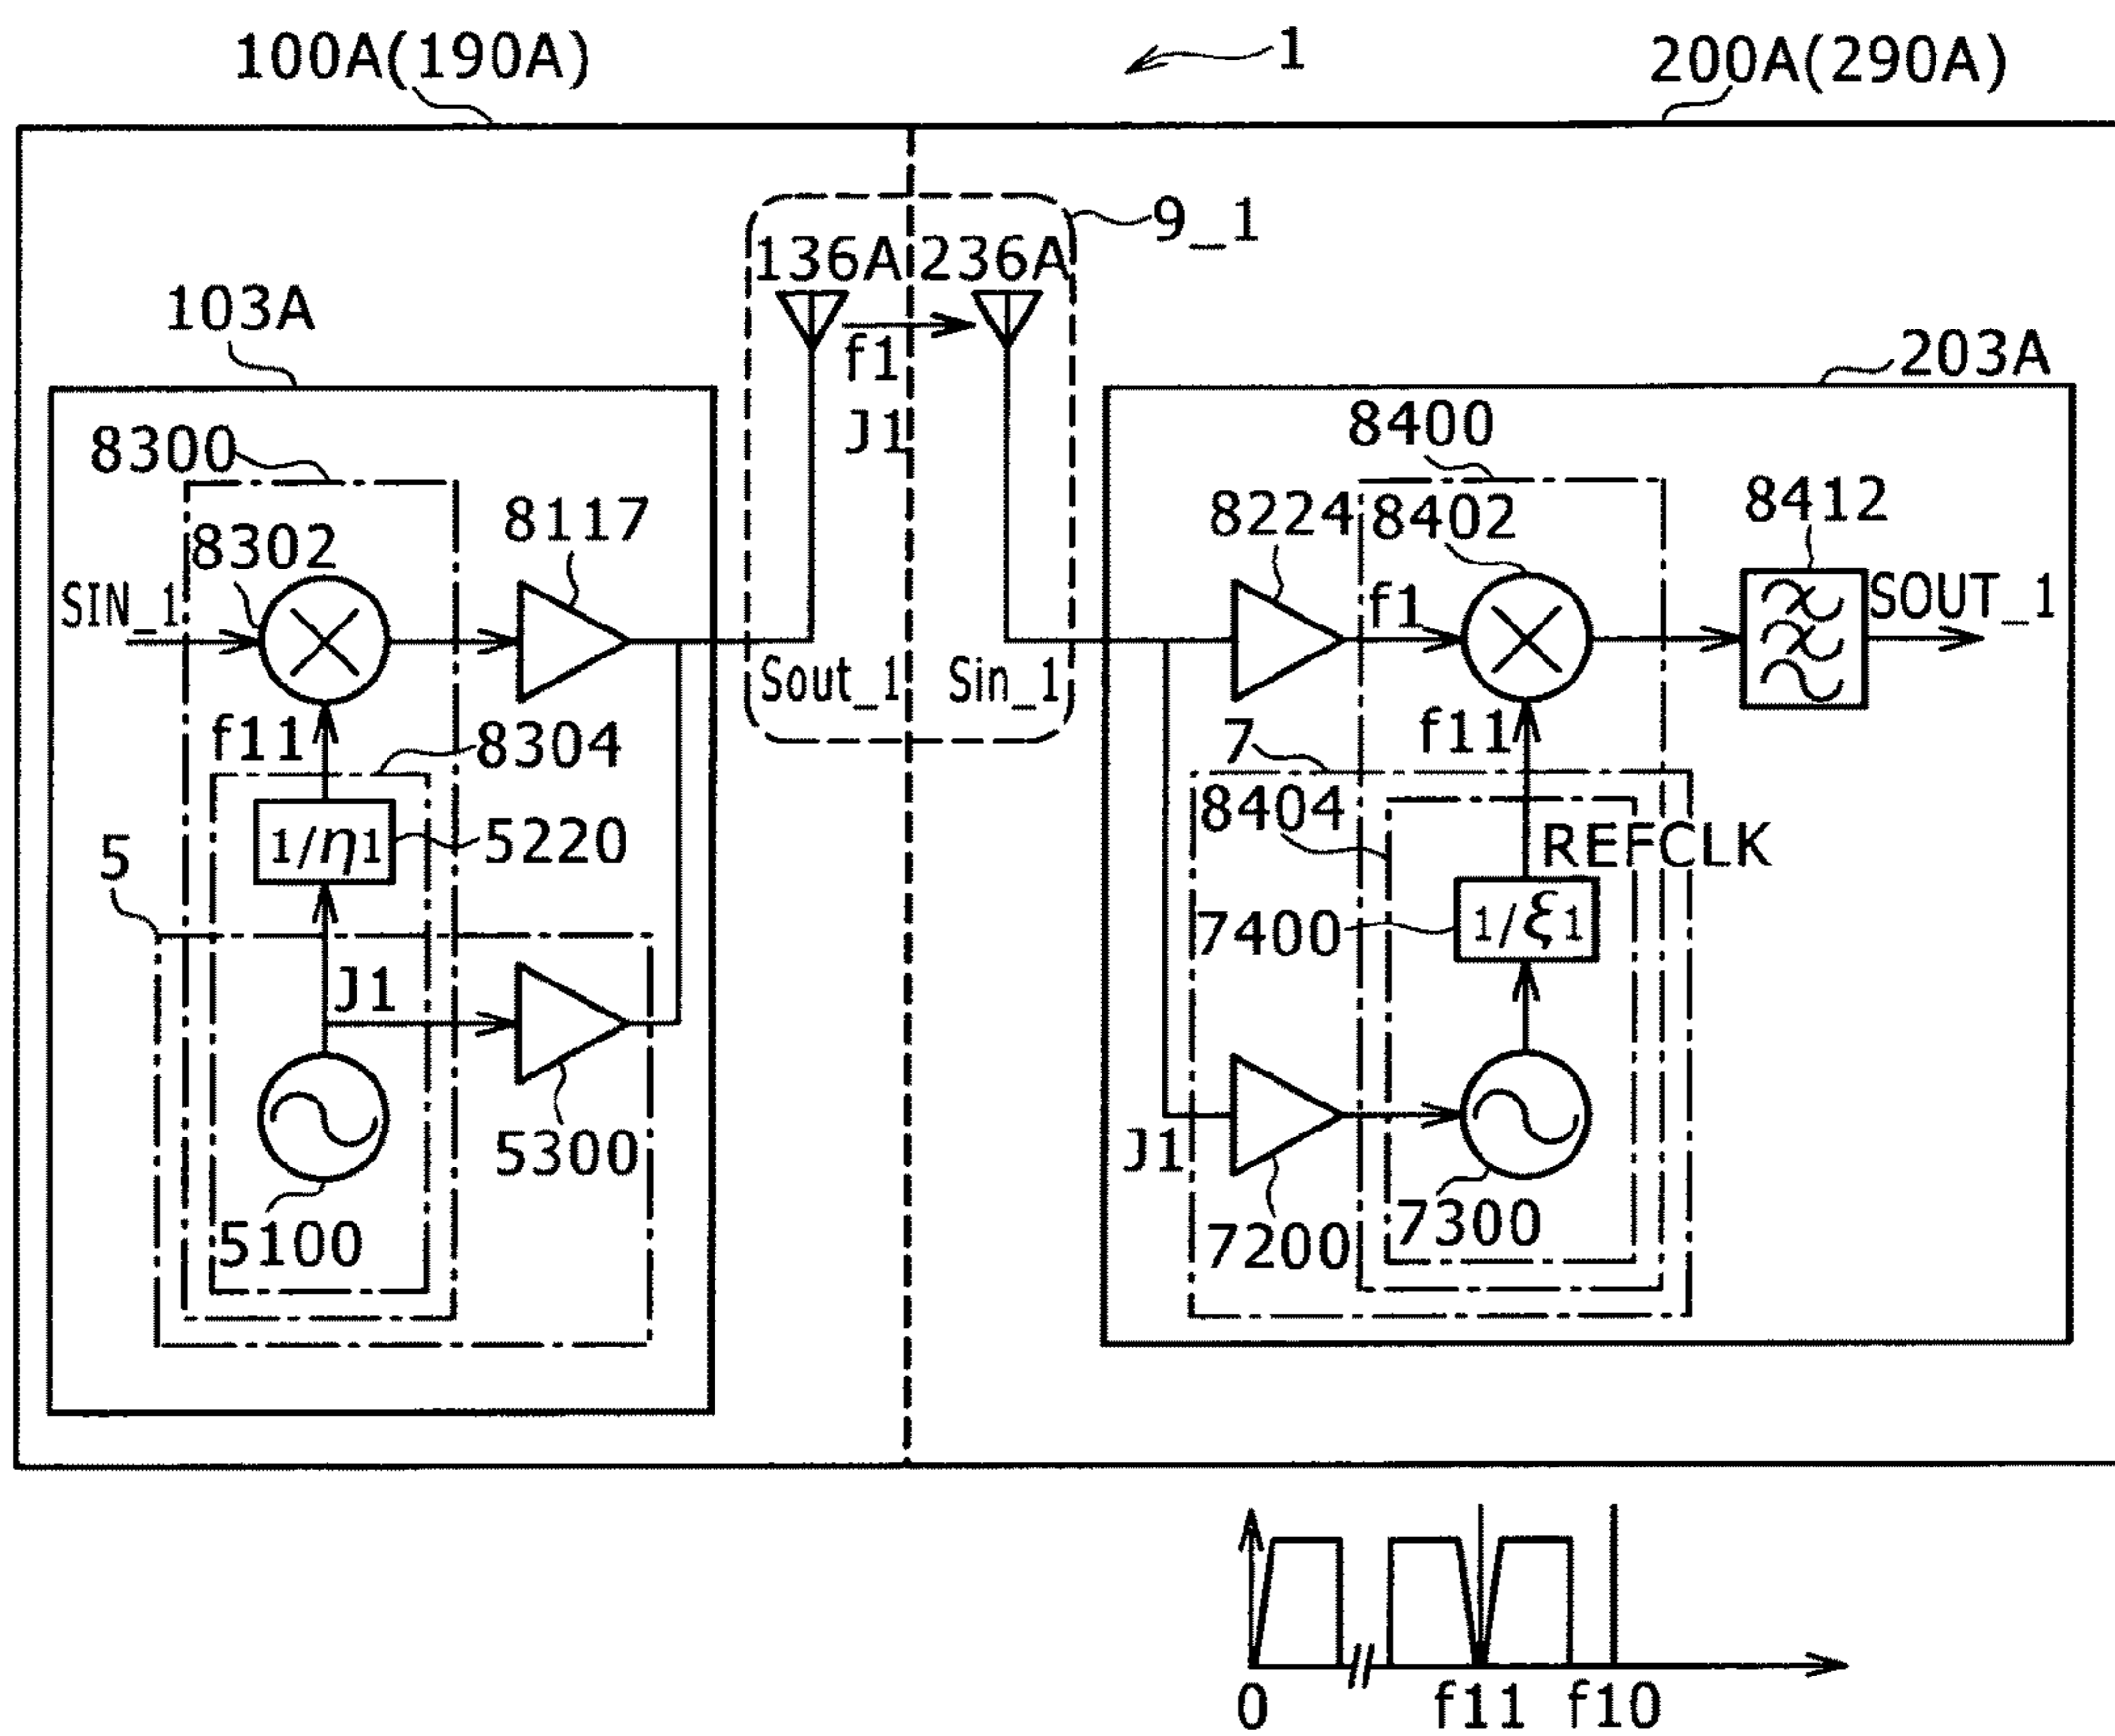 100A(190A)
1
200A(290A)
9_1
136A
236A
103A
f1
J1
203A
8300
8400
8302
8117
8224
8402
8412
SIN_1
f1
SOUT_1
Sout_1
Sin_1
f11
8304
f11
7
8404
5
1/η1
5220
REFCLK
7400
1/ξ1
J1
5300
J1
5100
7200
7300
0
f11
f10